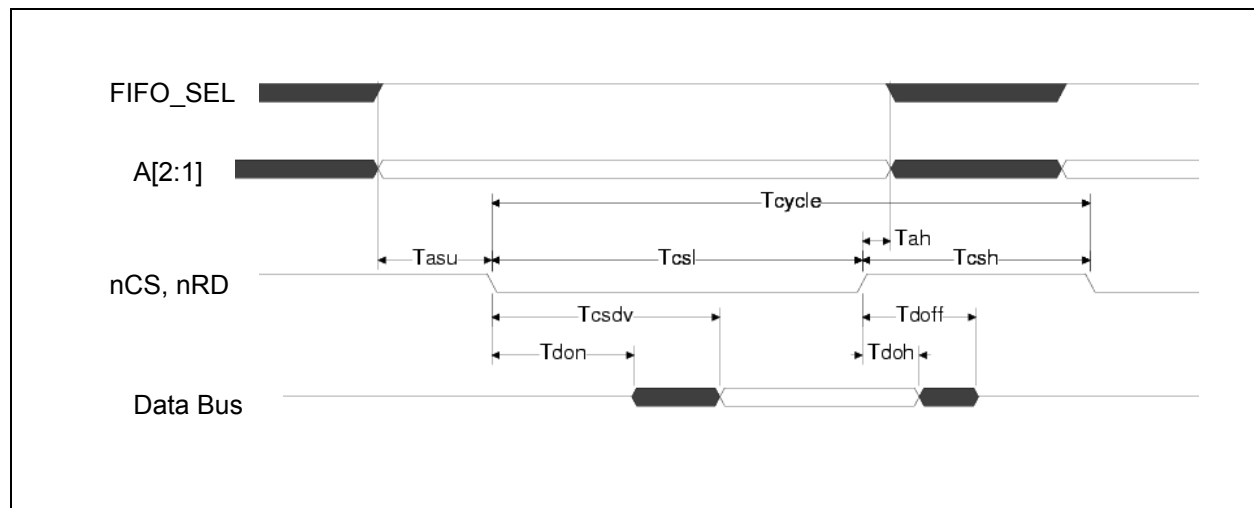 FIFO_SEL
A[2:1]
Tcycle
Tah
Tasu
Tcsl
Tcsh
nCS, nRD
Tcsdv
Tdoff
Tdon
Tdoh
Data Bus